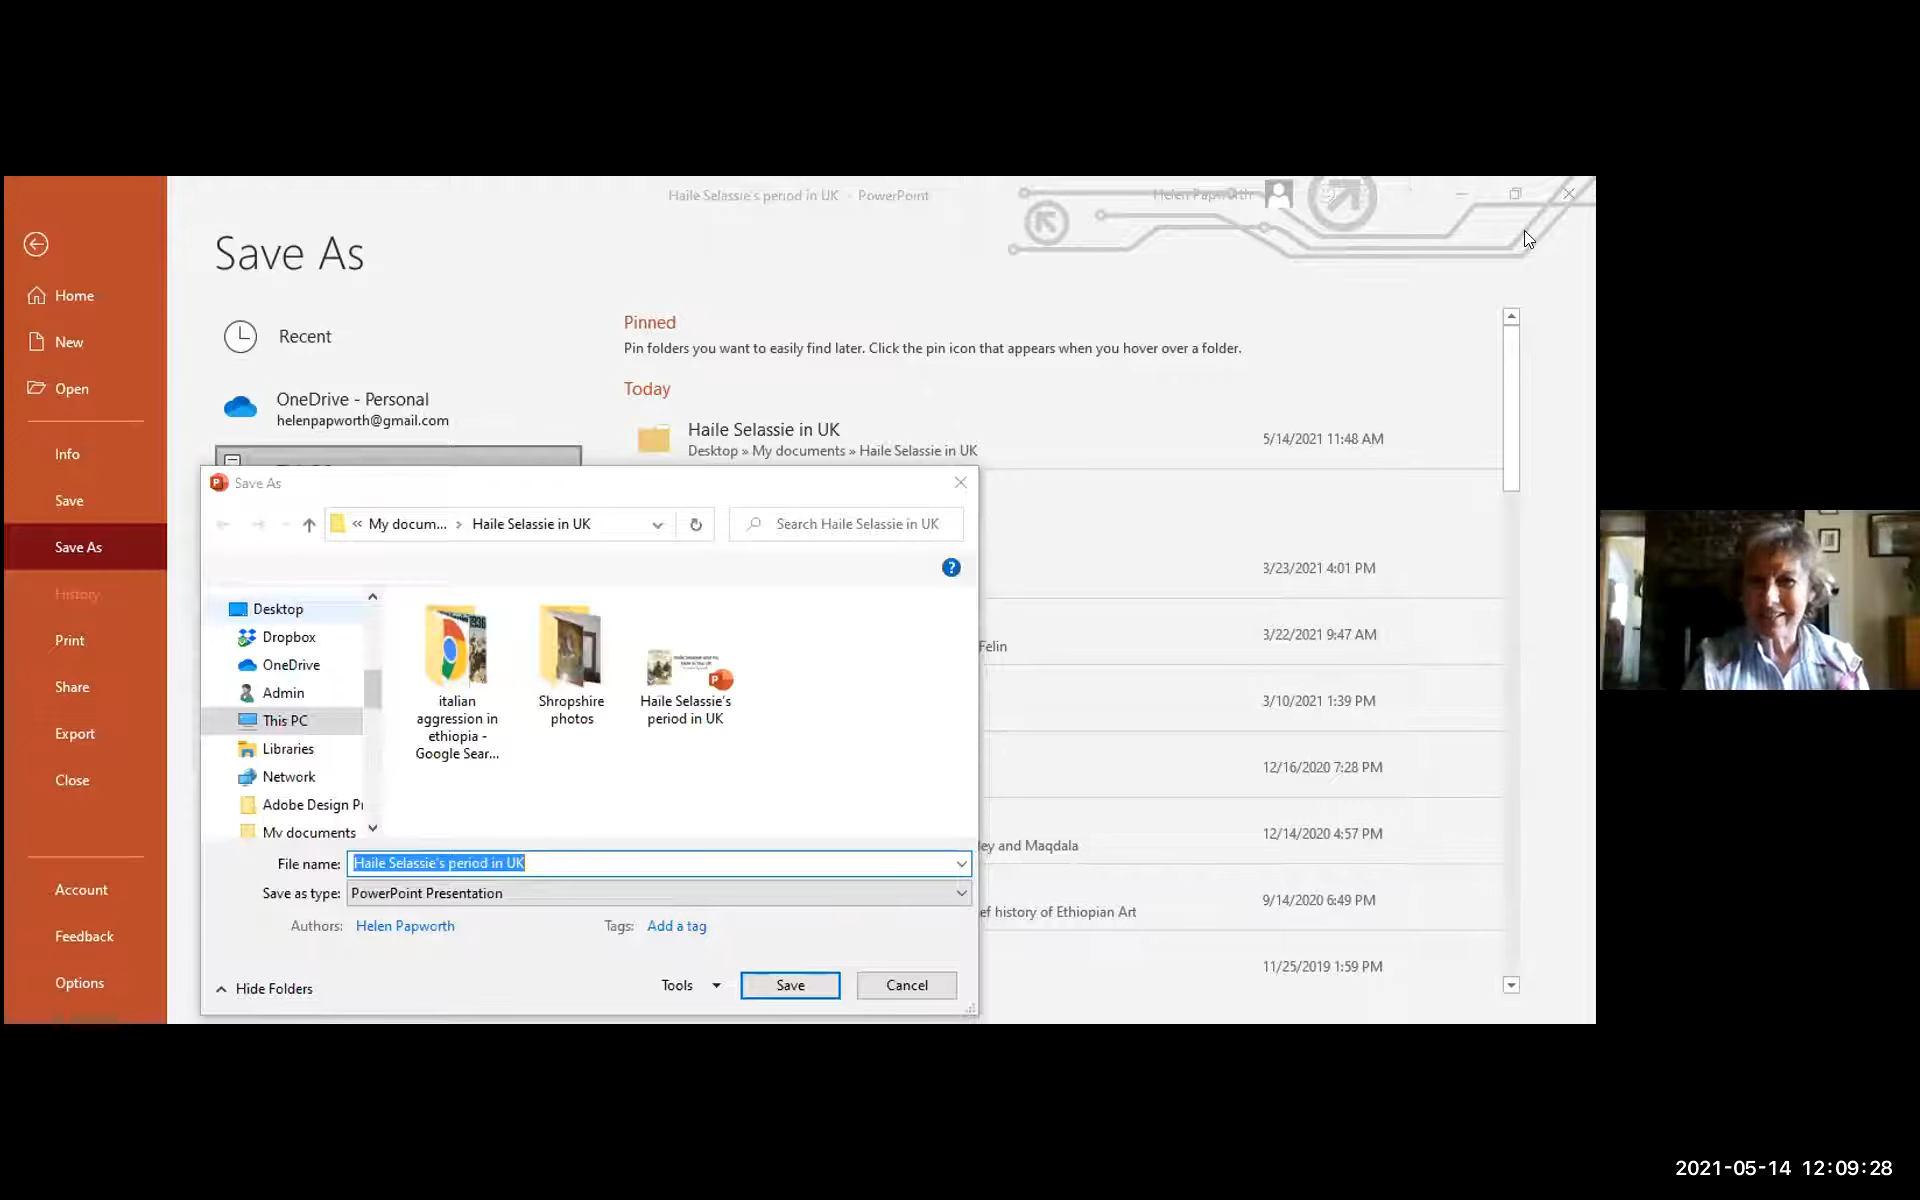 Haile Selassie's period in UK - PowerPoint
Helen Papworth
Save As
Home
New
Open
Info
Save
Save As
History
Print
Share
Export
Close
Account
Feedback
Options
Recent
OneDrive - Personal
helenpapworth@gmail.com
Pinned
Pin folders you want to easily find later. Click the pin icon that appears when you hover over a folder.
Today
Haile Selassie in UK
Desktop » My documents » Haile Selassie in UK
5/14/2021 11:48 AM
3/23/2021 4:01 PM
Felin
3/22/2021 9:47 AM
3/10/2021 1:39 PM
12/16/2020 7:28 PM
ey and Maqdala
12/14/2020 4:57 PM
ef history of Ethiopian Art
9/14/2020 6:49 PM
11/25/2019 1:59 PM
Save As
« My docum... > Haile Selassie in UK
Search Haile Selassie in UK
Desktop
Dropbox
OneDrive
Admin
This PC
Libraries
Network
Adobe Design Pr
My documents
1936
italian
aggression in
ethiopia -
Google Sear...
Shropshire
photos
Haile Selassie's
period in UK
File name: Haile Selassie's period in UK
Save as type: PowerPoint Presentation
Authors: Helen Papworth
Tags: Add a tag
Hide Folders
Tools
Save
Cancel
2021-05-14 12:09:28